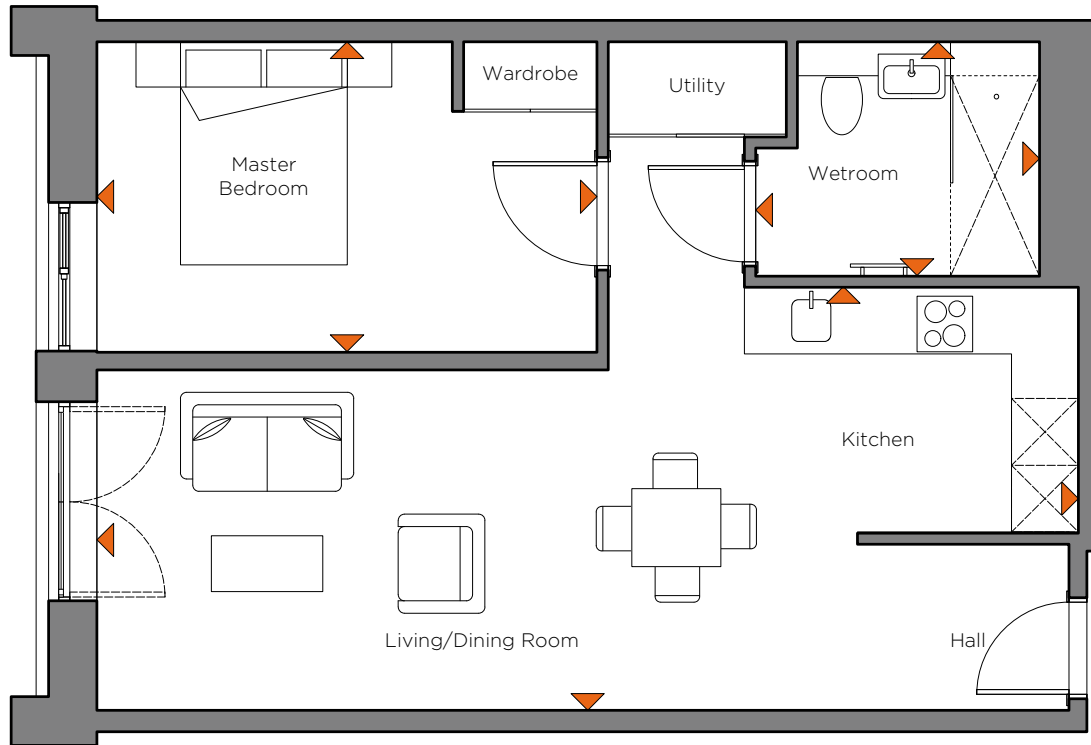 Wardrobe
Utility
Master
Bedroom
Wetroom
Kitchen
Living/Dining Room
Hall